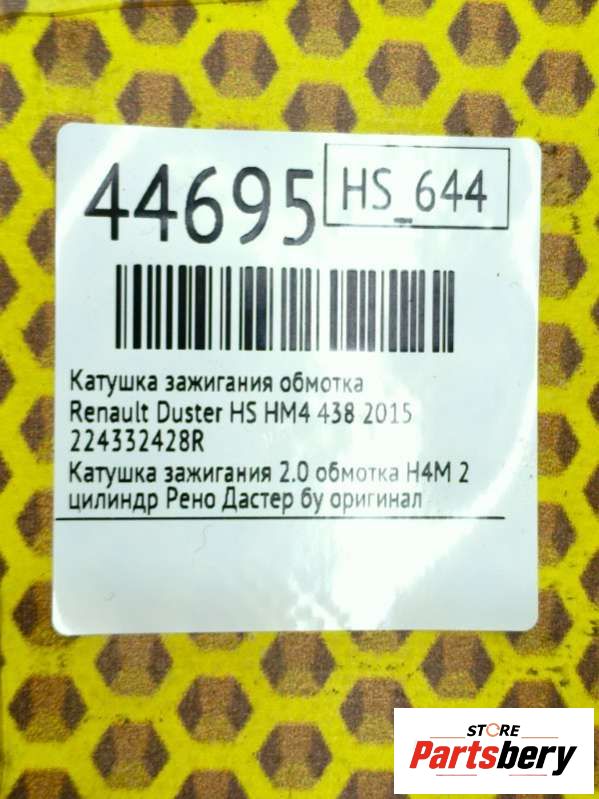 44695 HS_644
Катушка зажигания обмотка
Renault Duster HS HM4 438 2015
224332428R
Катушка зажигания 2.0 обмотка H4M 2
цилиндр Рено Дастер бу оригинал
STORE
Partsbery